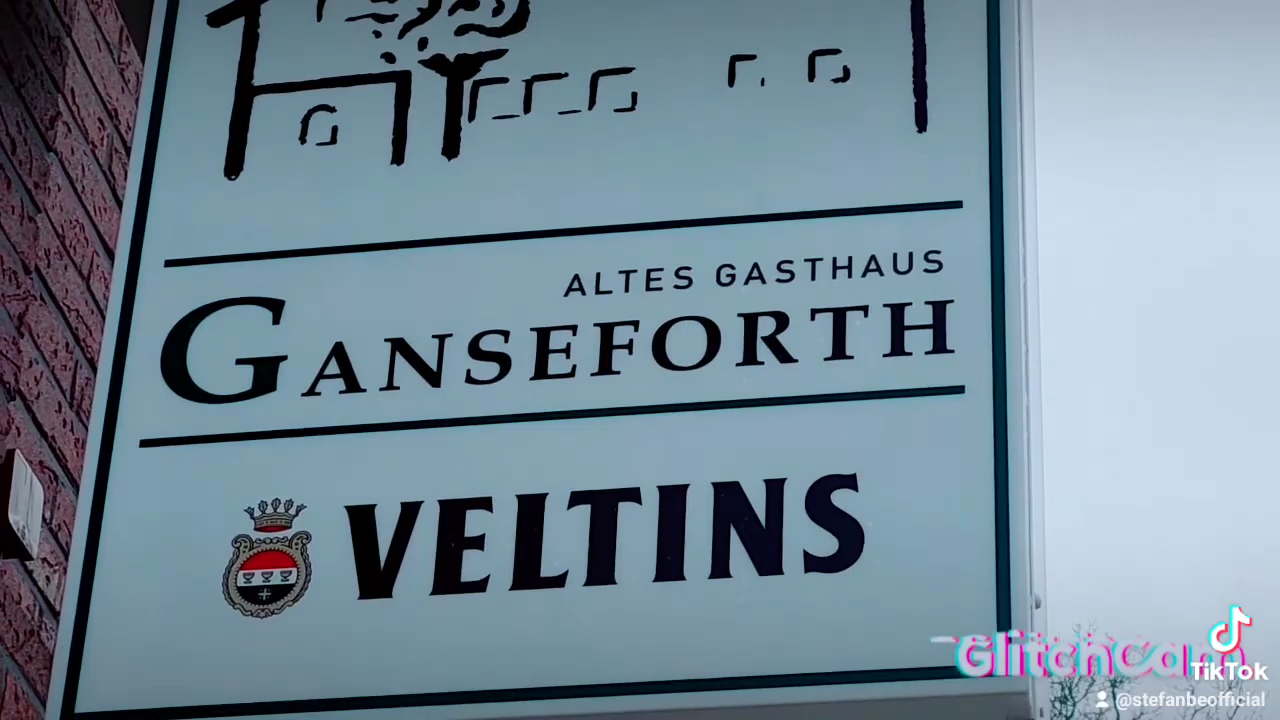 ALTES GASTHAUS
GANSEFORTH
VELTINS
GlitchCam
TikTok
@stefanbeofficial